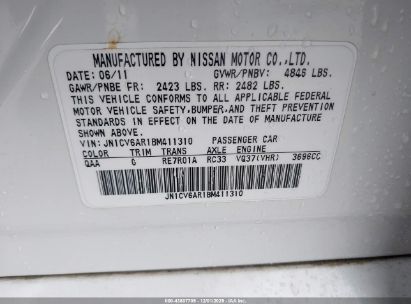 MANUFACTURED BY NISSAN MOTOR CO.,LTD.
DATE: 06/11 GVWR/PNBV: 4846 LBS.
GAWR/PNBE FR: 2423 LBS. RR: 2482 LBS.
THIS VEHICLE CONFORMS TO ALL APPLICABLE FEDERAL
MOTOR VEHICLE SAFETY,BUMPER,AND THEFT PREVENTION
STANDARDS IN EFFECT ON THE DATE OF MANUFACTURE
SHOWN ABOVE.
VIN: JN1CV6AR1BM411310 PASSENGER CAR
COLOR TRIM TRANS AXLE ENGINE
QAA G RE7R01A RC33 VQ37(VHR) 3696CC
JN1CV6AR1BM411310